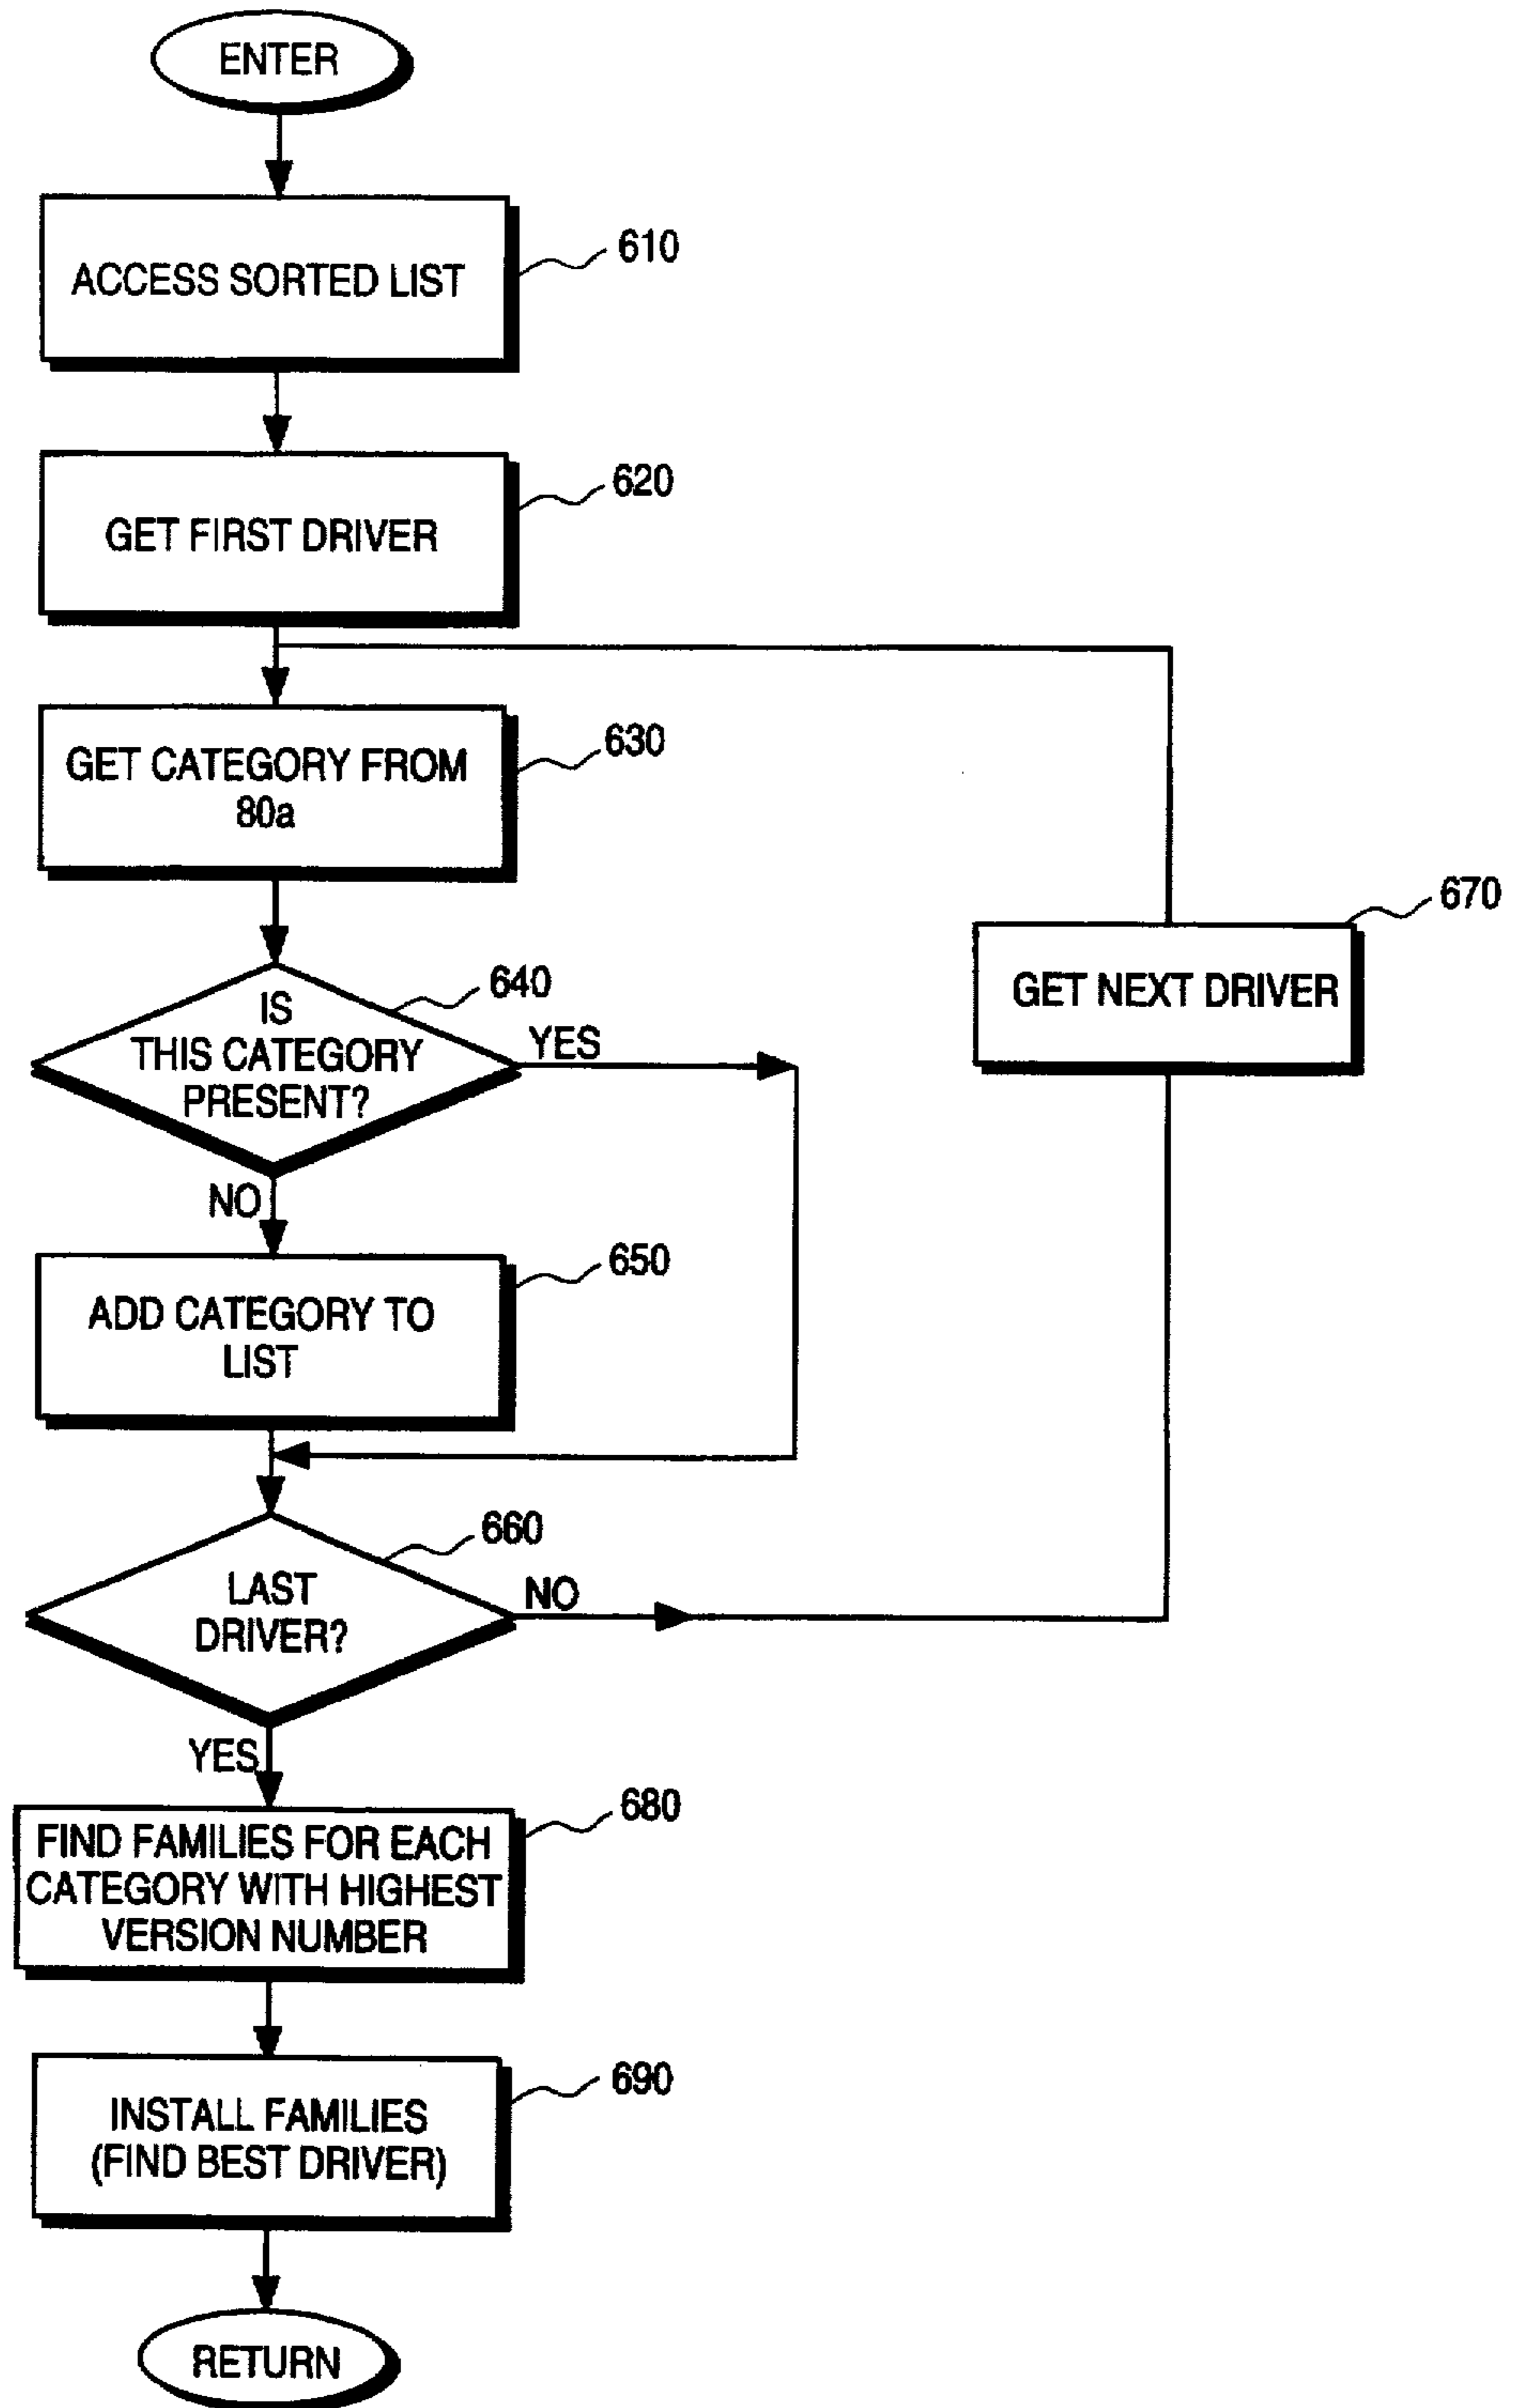 ENTER
ACCESS SORTED LIST
610
GET FIRST DRIVER
620
GET CATEGORY FROM
80a
630
IS
THIS CATEGORY
PRESENT?
640
YES
NO
ADD CATEGORY TO
LIST
650
LAST
DRIVER?
660
NO
GET NEXT DRIVER
670
YES
FIND FAMILIES FOR EACH
CATEGORY WITH HIGHEST
VERSION NUMBER
680
INSTALL FAMILIES
(FIND BEST DRIVER)
690
RETURN